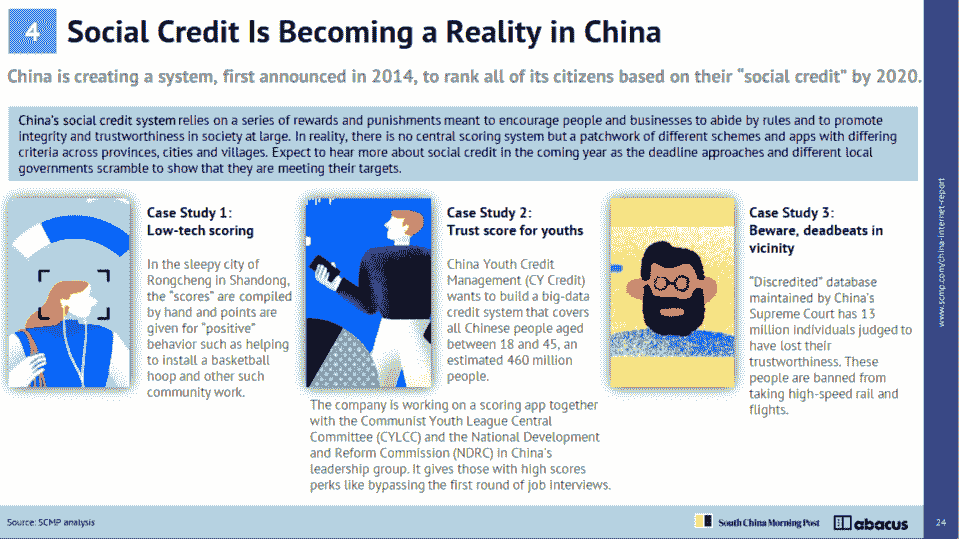 4
Social Credit Is Becoming a Reality in China
China is creating a system, first announced in 2014, to rank all of its citizens based on their “social credit” by 2020.
China's social credit system relies on a series of rewards and punishments meant to encourage people and businesses to abide by rules and to promote
integrity and trustworthiness in society at large. In reality, there is no central scoring system but a patchwork of different schemes and apps with differing
criteria across provinces, cities and villages. Expect to hear more about social credit in the coming year as the deadline approaches and different local
governments scramble to show that they are meeting their targets.
Case Study 1:
Low-tech scoring
In the sleepy city of
Rongcheng in Shandong,
the “scores” are compiled
by hand and points are
given for “positive”
behavior such as helping
to install a basketball
hoop and other such
community work.
Case Study 2:
Trust score for youths
China Youth Credit
Management (CY Credit)
wants to build a big-data
credit system that covers
all Chinese people aged
between 18 and 45, an
estimated 460 million
people.
The company is working on a scoring app together
with the Communist Youth League Central
Committee (CYLCC) and the National Development
and Reform Commission (NDRC) in China's
leadership group. It gives those with high scores
perks like bypassing the first round of job interviews.
Case Study 3:
Beware, deadbeats in
vicinity
“Discredited” database
maintained by China's
Supreme Court has 13
million individuals judged to
have lost their
trustworthiness. These
people are banned from
taking high-speed rail and
flights.
www.scmp.com/china-internet-report
Source: SCMP analysis
South China Morning Post
abacus
24